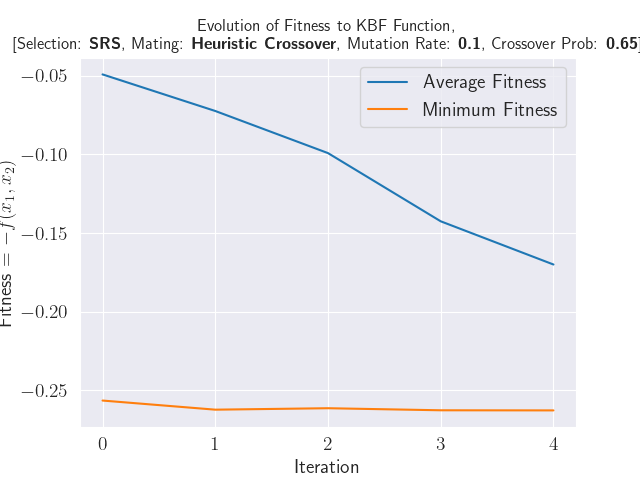 Evolution of Fitness to KBF Function,
[Selection: SRS, Mating: Heuristic Crossover, Mutation Rate: 0.1, Crossover Prob: 0.65]
Average Fitness
Minimum Fitness
−0.05
−0.10
−0.15
−0.20
−0.25
Fitness = −f(x₁, x₂)
0 1 2 3 4
Iteration